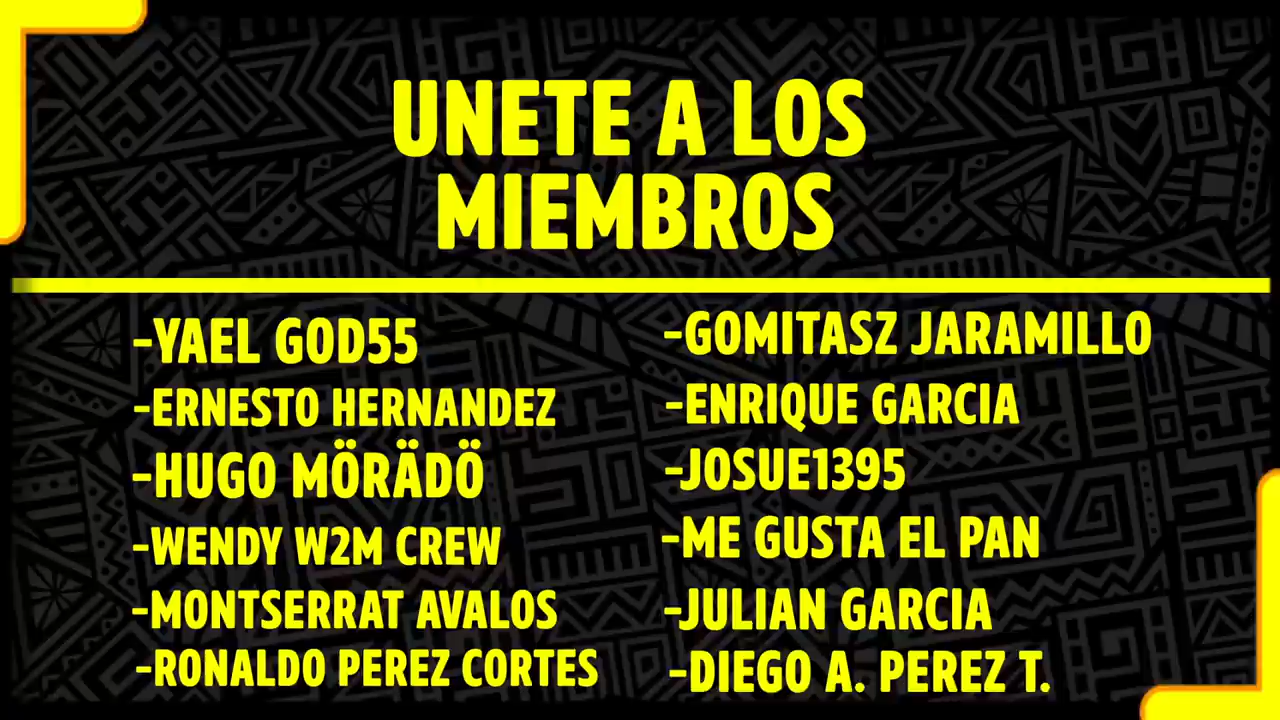 UNETE A LOS
MIEMBROS
-YAEL GOD55
-ERNESTO HERNANDEZ
-HUGO MÖRÄDÖ
-WENDY W2M CREW
-MONTSERRAT AVALOS
-RONALDO PEREZ CORTES
-GOMITASZ JARAMILLO
-ENRIQUE GARCIA
-JOSUE1395
-ME GUSTA EL PAN
-JULIAN GARCIA
-DIEGO A. PEREZ T.